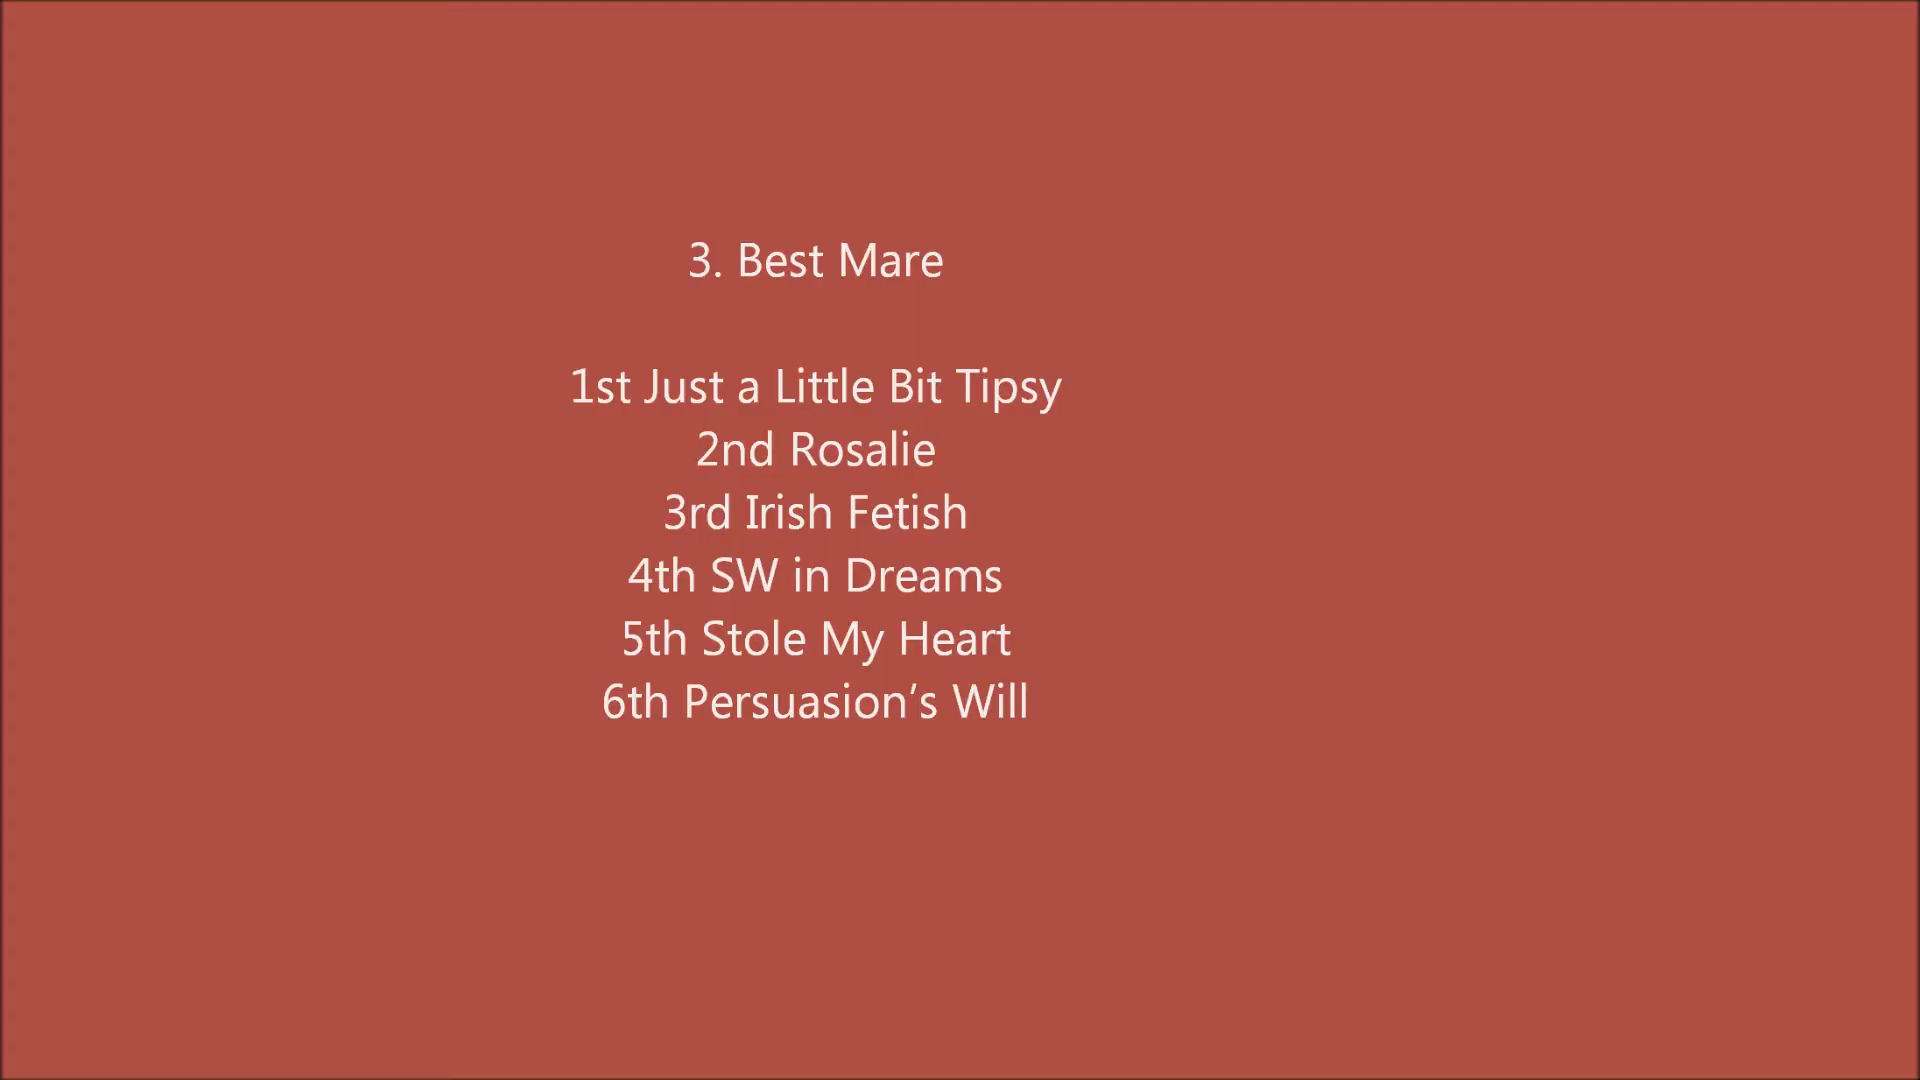 3. Best Mare
1st Just a Little Bit Tipsy
2nd Rosalie
3rd Irish Fetish
4th SW in Dreams
5th Stole My Heart
6th Persuasion’s Will